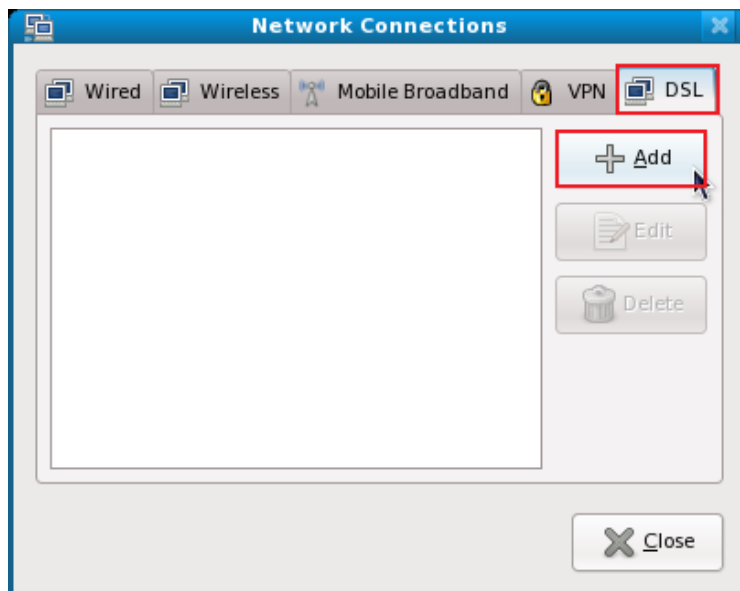 Network Connections
Wired Wireless Mobile Broadband VPN DSL
Add
Edit
Delete
Close